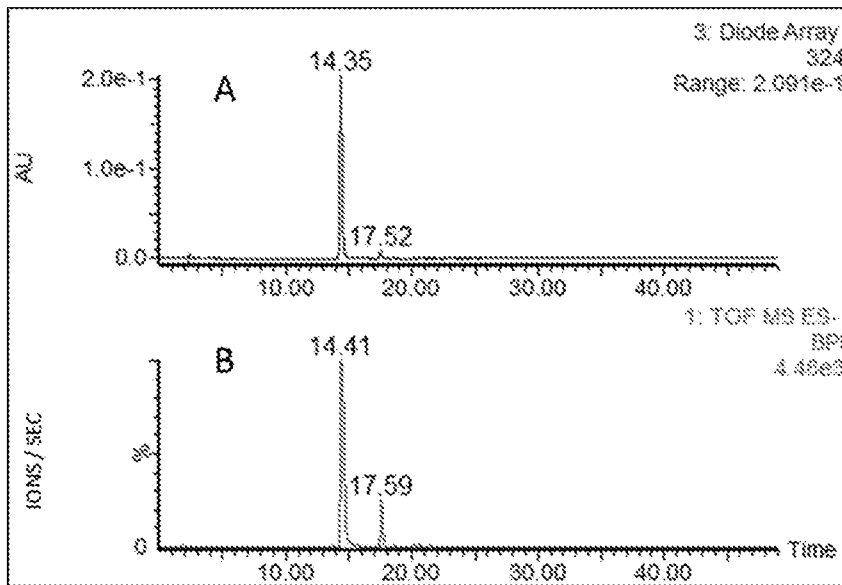 3: Diode Array
324
Range: 2.091e-1
A
14.35
2.0e-1
AU
1.0e-1
17.52
0.0
10.00 20.00 30.00 40.00
1: TOF MS ES-
BPI
B
14.41
IONS / SEC
%
17.59
0
Time
10.00 20.00 30.00 40.00